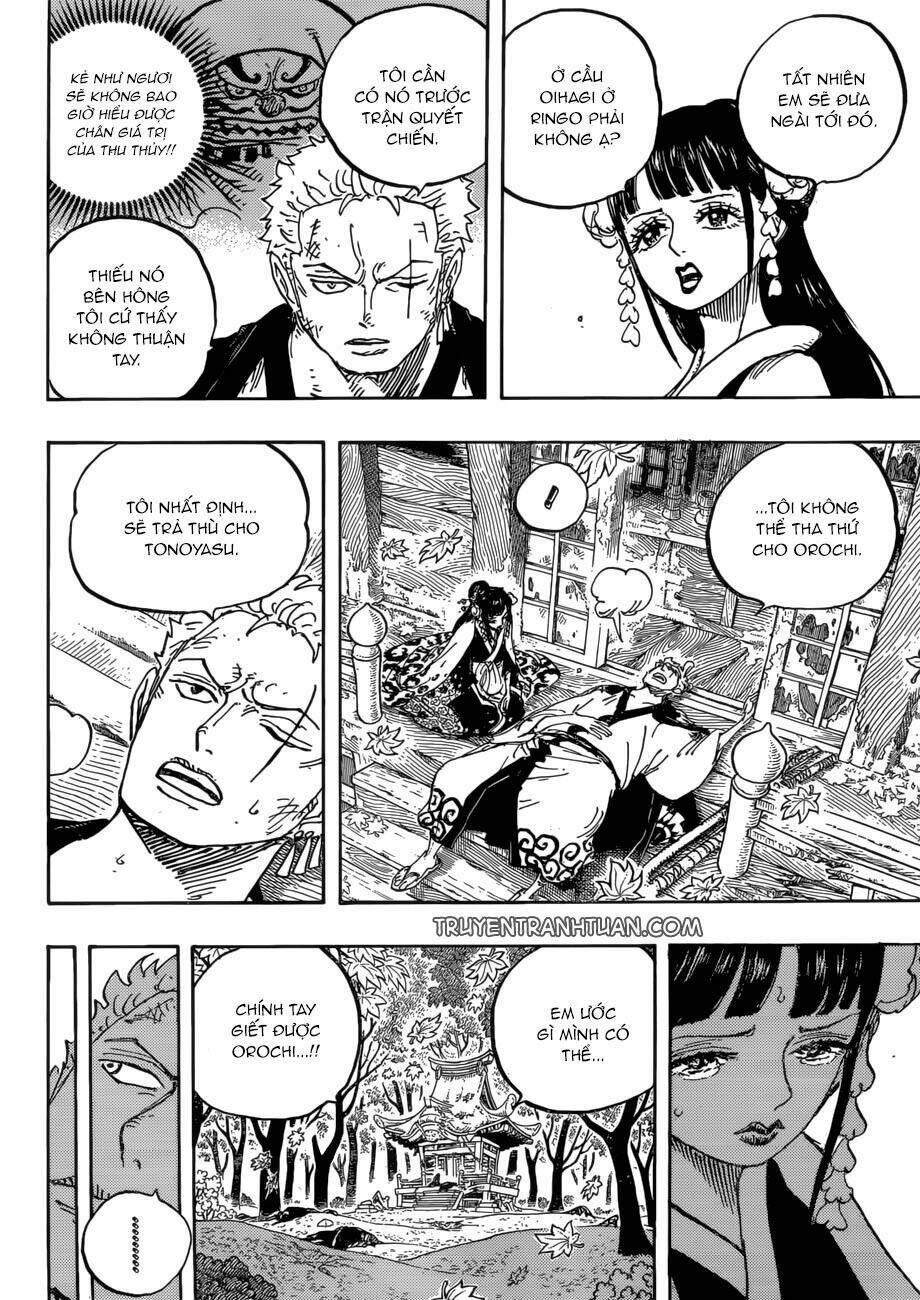 TẤT NHIÊN
EM SẼ ĐƯA
NGÀI TỚI ĐÓ.
Ở CẦU
OIHAGI Ở
RINGO PHẢI
KHÔNG Ạ?
TÔI CẦN
CÓ NÓ TRƯỚC
TRẬN QUYẾT
CHIẾN.
KẺ NHƯ NGƯƠI
SẼ KHÔNG BAO
GIỜ HIỂU ĐƯỢC
CHÂN GIÁ TRỊ
CỦA THU THỦY!!
THIẾU NÓ
BÊN HÔNG
TÔI CỨ THẤY
KHÔNG THUẬN
TAY.
...TÔI KHÔNG
THỂ THA THỨ
CHO OROCHI.
!
TÔI NHẤT ĐỊNH...
SẼ TRẢ THÙ CHO
TONOYASU.
TRUYENTRANHTUAN.COM
EM ƯỚC
GÌ MÌNH CÓ
THỂ...
CHÍNH TAY
GIẾT ĐƯỢC
OROCHI...!!
.........